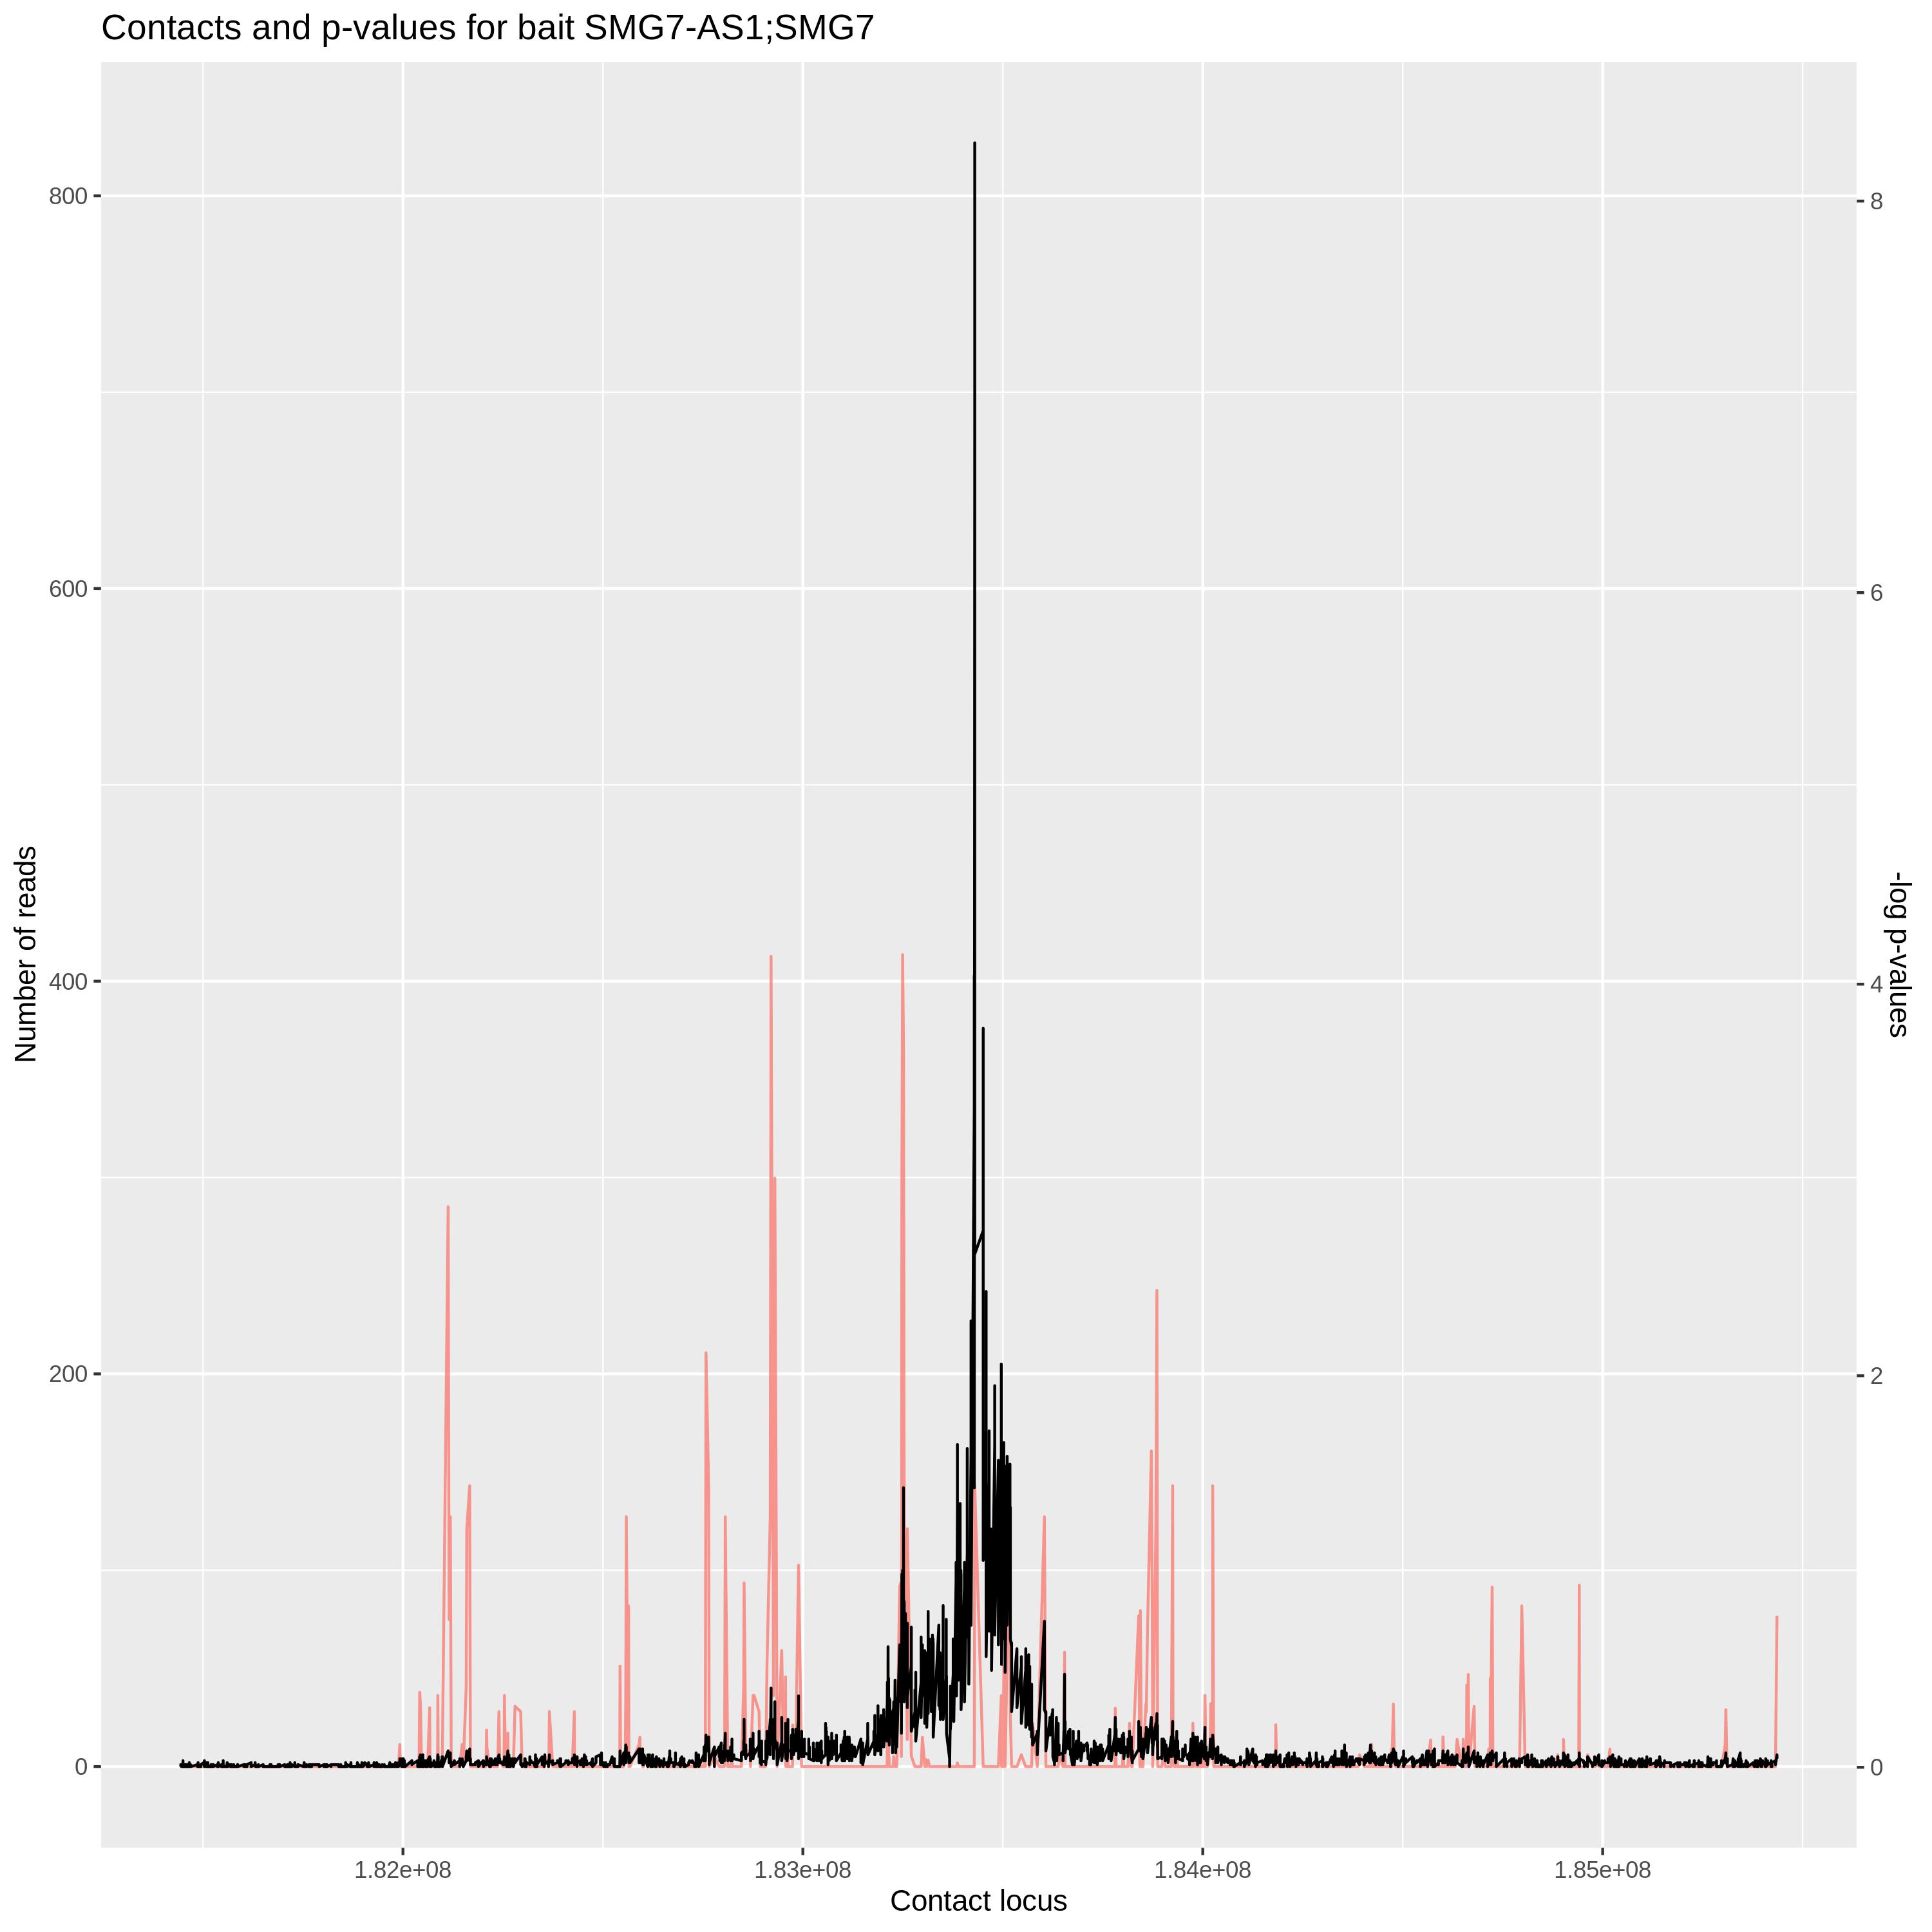 Contacts and p-values for bait SMG7-AS1;SMG7
Number of reads
800
600
400
200
0
8
6
4
2
0
-log p-values
1.82e+08
1.83e+08
1.84e+08
1.85e+08
Contact locus